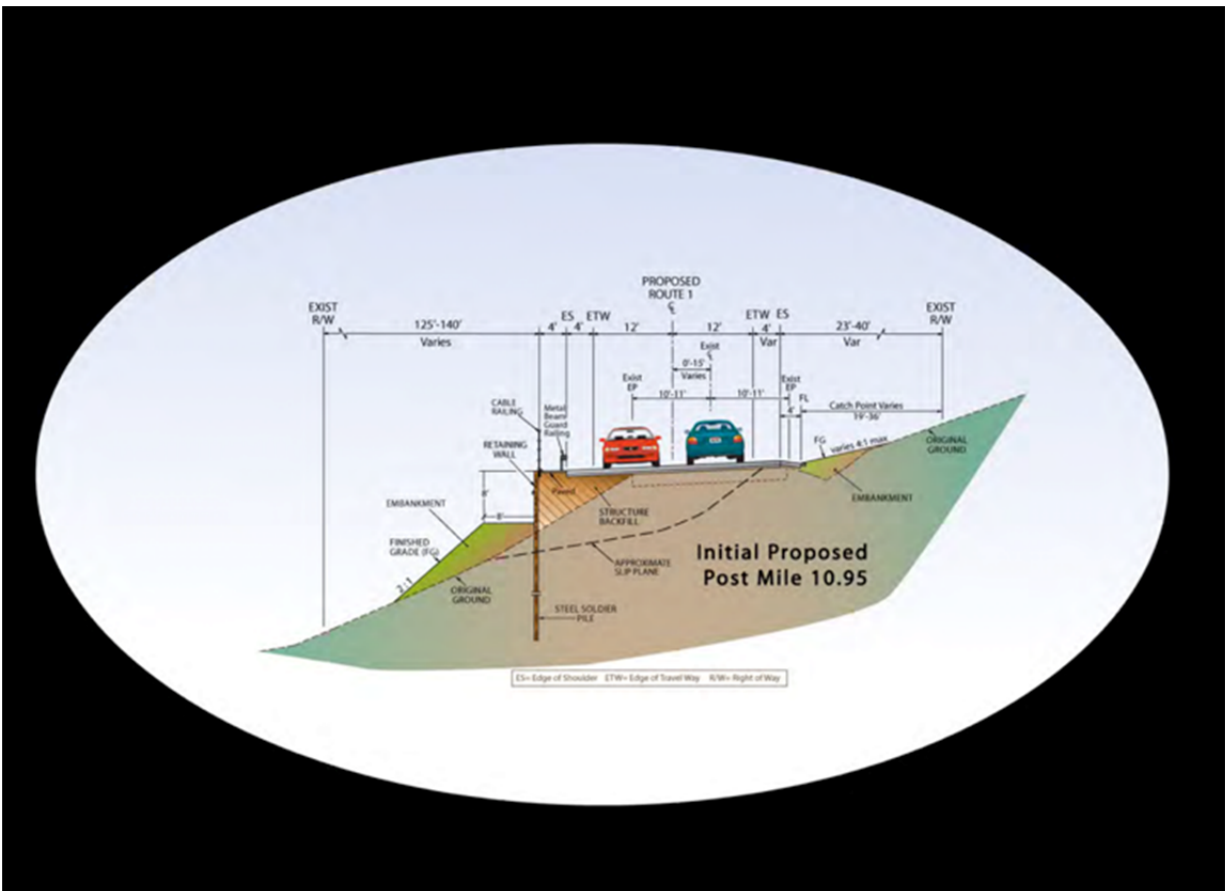 PROPOSED
ROUTE 1
℄
EXIST
R/W
125'-140'
Varies
4'
ES
4'
ETW
12'
12'
ETW
4'
Var
ES
23'-40'
Var
EXIST
R/W
Exist
℄
0'-15'
Varies
Exist
EP
10'-11'
10'-11'
Exist
EP
FL
4'
Catch Point Varies
19'-36'
CABLE
RAILING
Metal
Beam
Guard
Railing
RETAINING
WALL
FG
varies 4:1 max
ORIGINAL
GROUND
EMBANKMENT
8'
8'
Paved
STRUCTURE
BACKFILL
EMBANKMENT
FINISHED
GRADE (FG)
2:1
ORIGINAL
GROUND
APPROXIMATE
SLIP PLANE
STEEL SOLDIER
PILE
Initial Proposed
Post Mile 10.95
ES= Edge of Shoulder ETW= Edge of Travel Way R/W= Right of Way